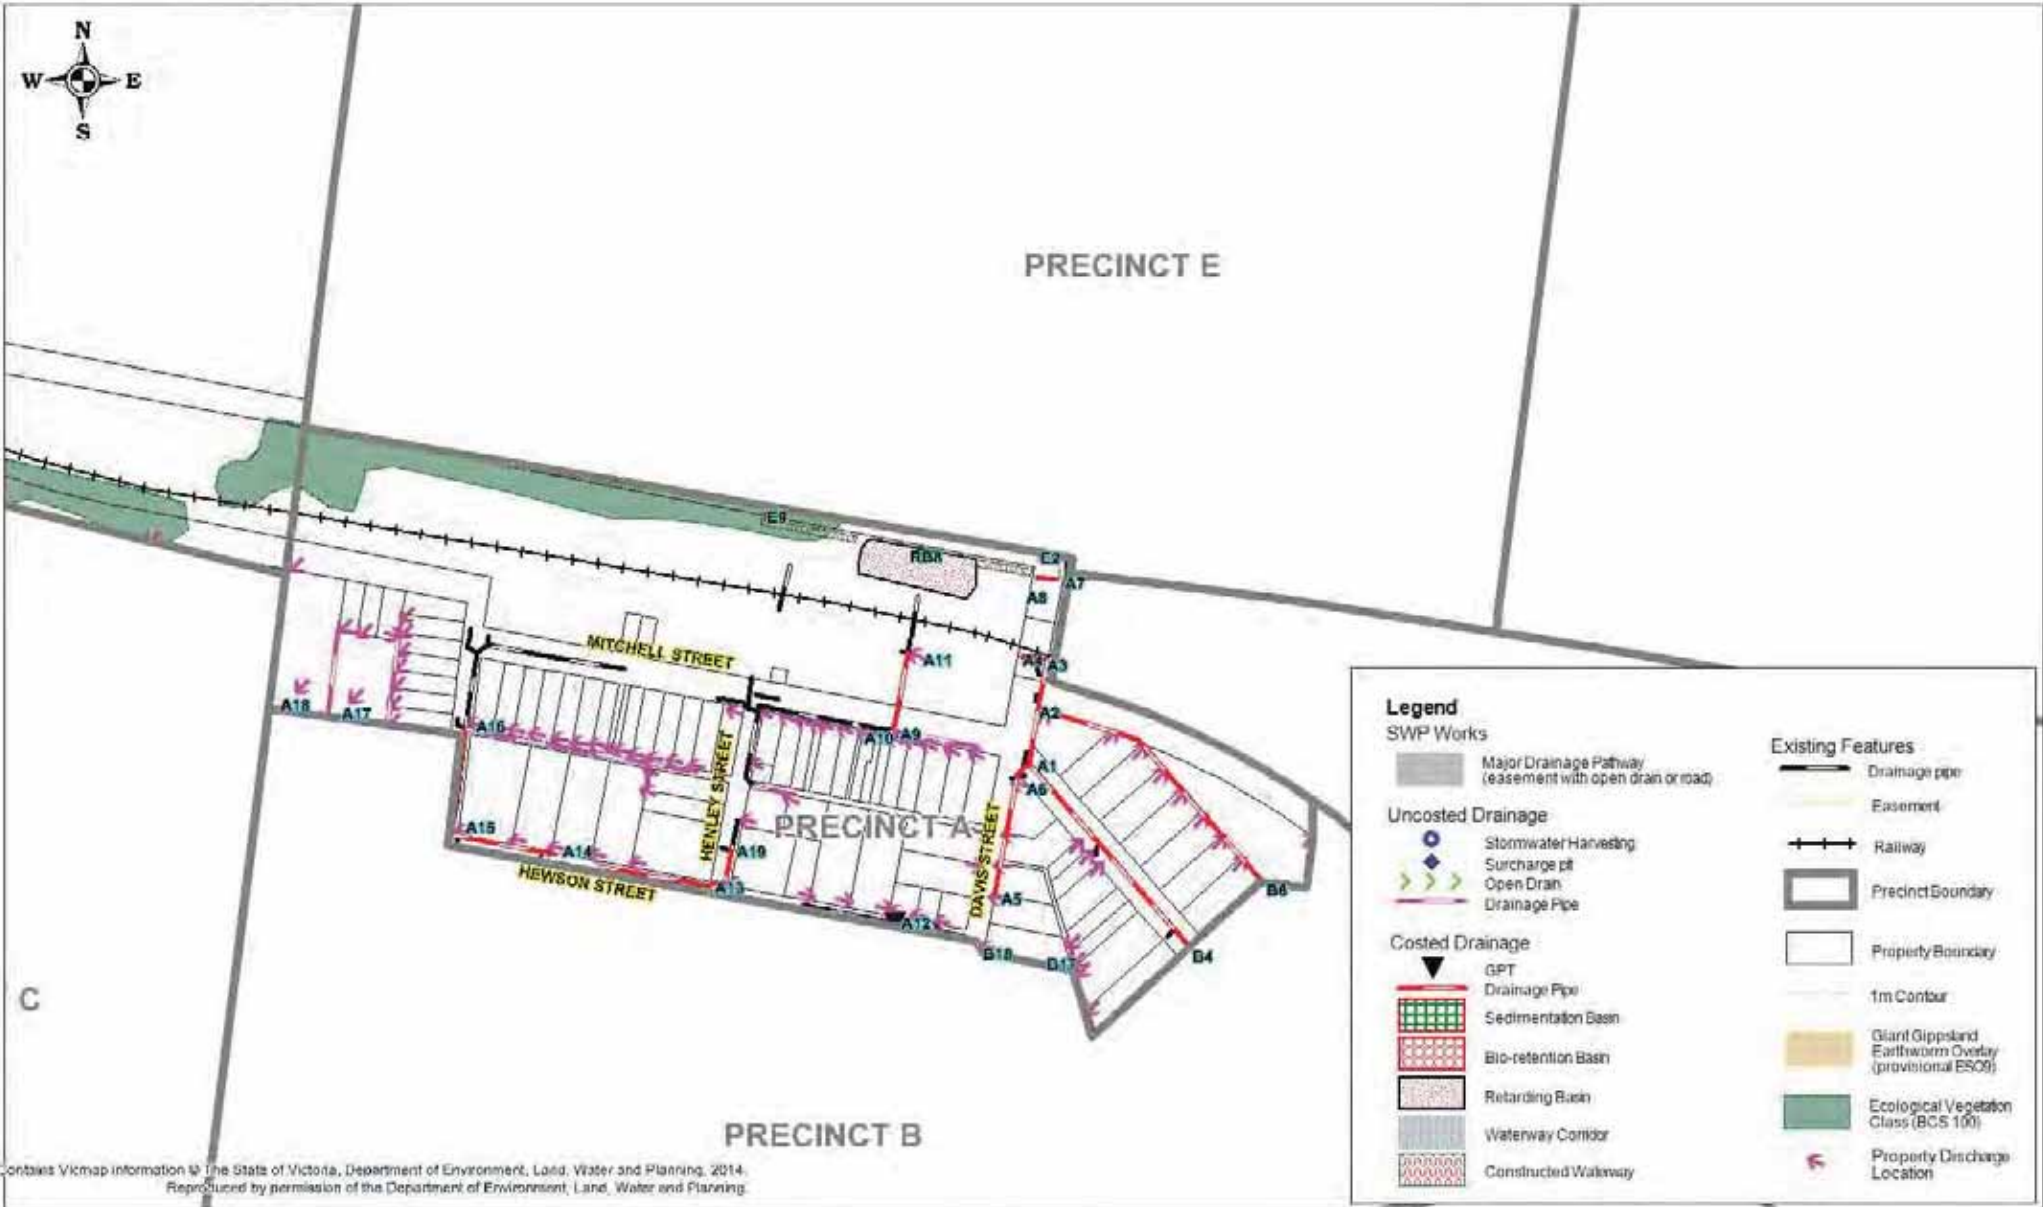 N
W E
S
PRECINCT E
E9
RBA
E2
A7
A8
MITCHELL STREET
A11
A4
A3
A2
A18
A17
A16
A10
A9
A1
A6
HENLEY STREET
PRECINCT A
DAVIS STREET
A15
A14
A19
HEWSON STREET
A13
A5
A12
B6
B18
B17
B4
C
PRECINCT B
Contains Vicmap information © The State of Victoria, Department of Environment, Land, Water and Planning, 2014.
Reproduced by permission of the Department of Environment, Land, Water and Planning.
Legend
SWP Works
Major Drainage Pathway
(easement with open drain or road)
Uncosted Drainage
Stormwater Harvesting
Surcharge pit
Open Drain
Drainage Pipe
Costed Drainage
GPT
Drainage Pipe
Sedimentation Basin
Bio-retention Basin
Retarding Basin
Waterway Corridor
Constructed Waterway
Existing Features
Drainage pipe
Easement
Railway
Precinct Boundary
Property Boundary
1m Contour
Giant Gippsland
Earthworm Overlay
(provisional ESO9)
Ecological Vegetation
Class (BCS 100)
Property Discharge
Location